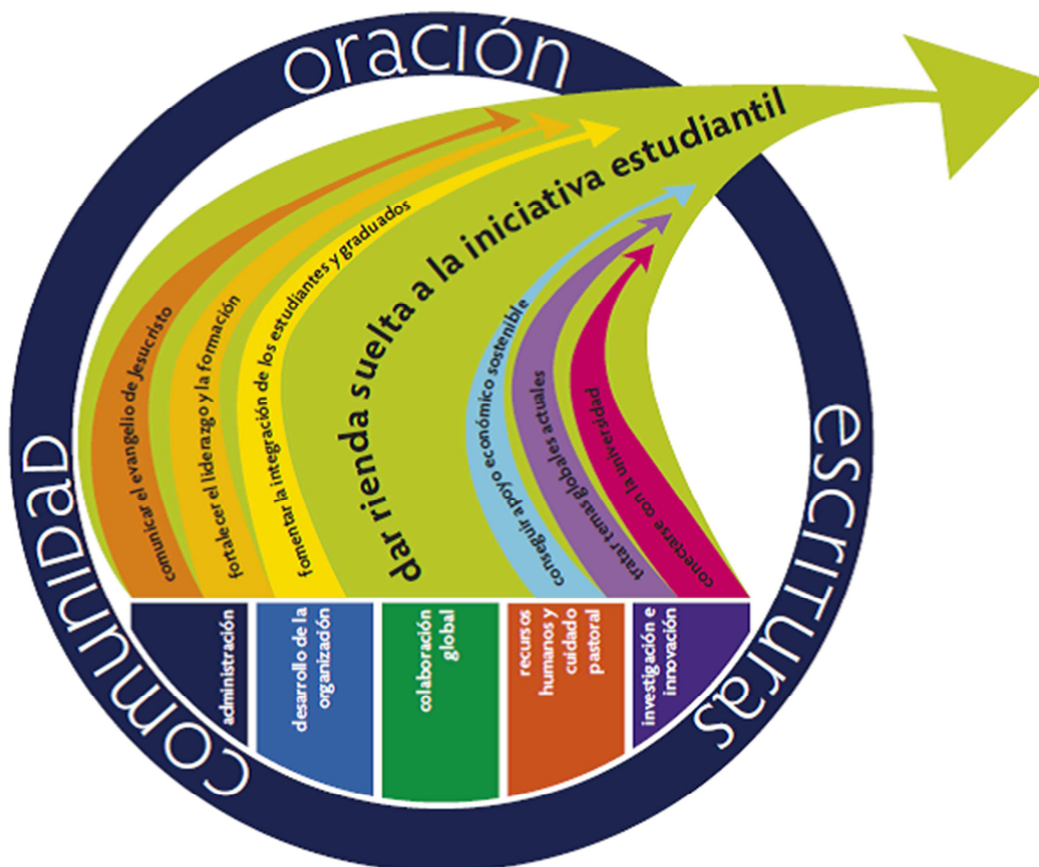 oración
comunidad
escrituras
dar rienda suelta a la iniciativa estudiantil
comunicar el evangelio de Jesucristo
fortalecer el liderazgo y la formación
fomentar la integración de los estudiantes y graduados
conseguir apoyo económico sostenible
tratar temas globales actuales
conectarse con la universidad
administración
desarrollo de la
organización
colaboración
global
recursos
humanos y
cuidado
pastoral
investigación e
innovación